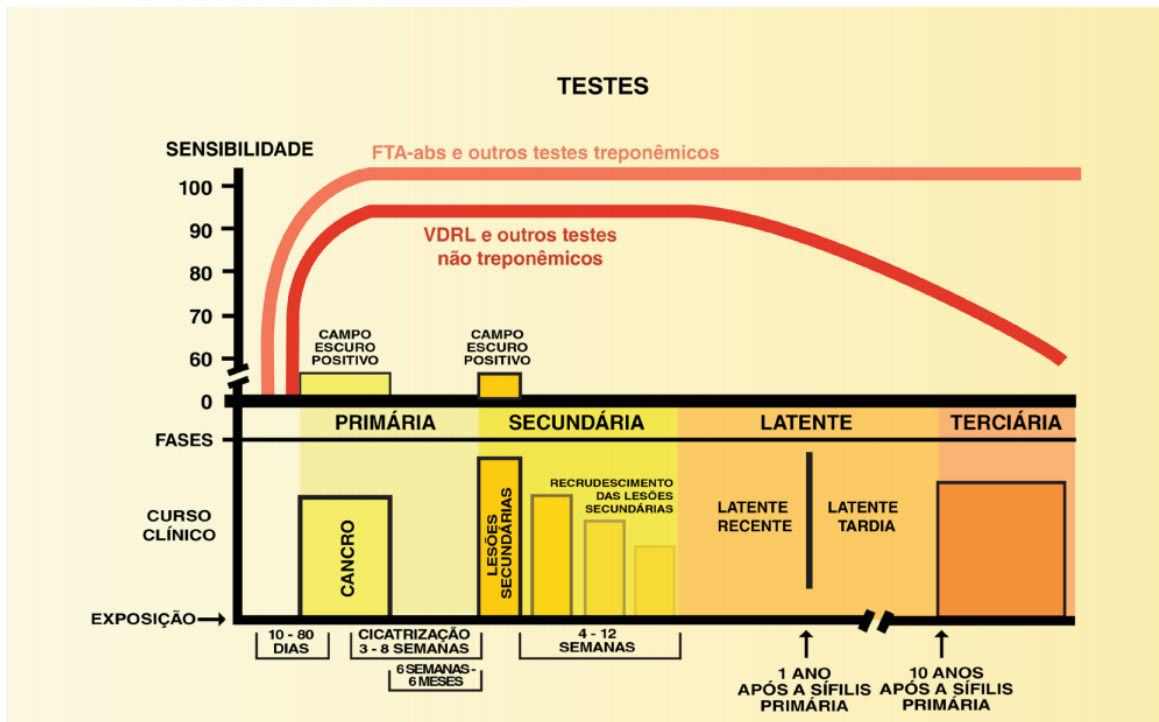 TESTES
SENSIBILIDADE
FTA-abs e outros testes treponêmicos
100
90
80
70
60
0
VDRL e outros testes
não treponêmicos
CAMPO
ESCURO
POSITIVO
CAMPO
ESCURO
POSITIVO
FASES
PRIMÁRIA
SECUNDÁRIA
LATENTE
TERCIÁRIA
CURSO
CLÍNICO
CANCRO
LESÕES
SECUNDÁRIAS
RECRUDESCIMENTO
DAS LESÕES
SECUNDÁRIAS
LATENTE
RECENTE
LATENTE
TARDIA
EXPOSIÇÃO
10 - 80
DIAS
CICATRIZAÇÃO
3 - 8 SEMANAS
6 SEMANAS-
6 MESES
4 - 12
SEMANAS
1 ANO
APÓS A SÍFILIS
PRIMÁRIA
10 ANOS
APÓS A SÍFILIS
PRIMÁRIA